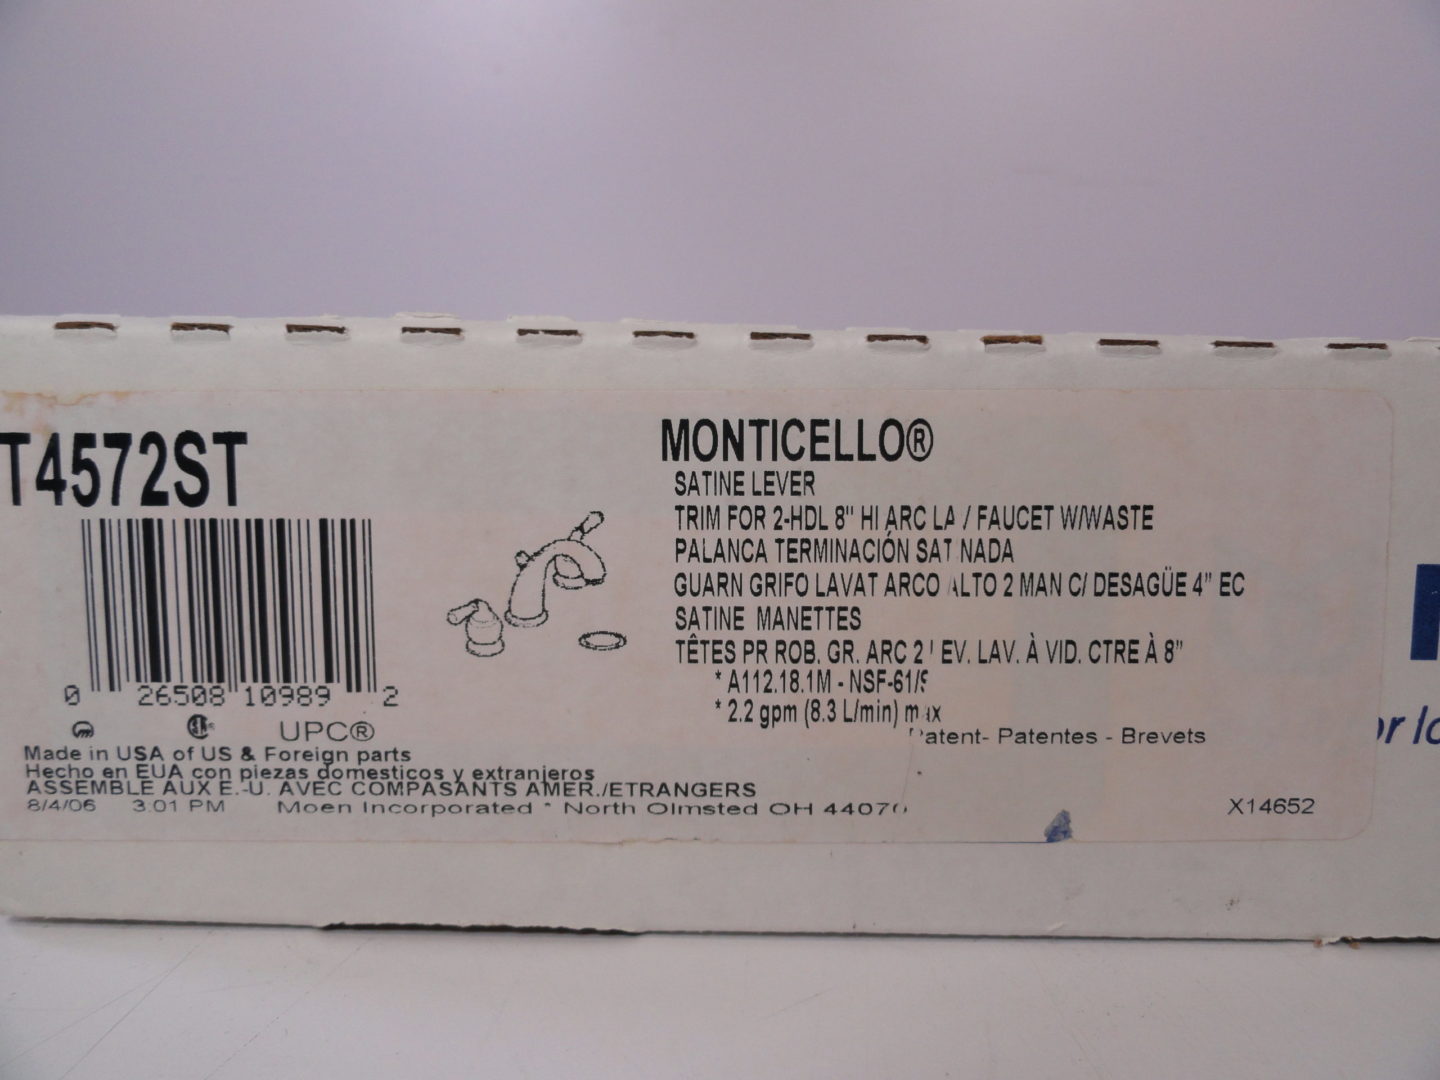 T4572ST
MONTICELLO®
SATINE LEVER
TRIM FOR 2-HDL 8" HI ARC LA / FAUCET W/WASTE
PALANCA TERMINACIÓN SAT NADA
GUARN GRIFO LAVAT ARCO ALTO 2 MAN C/ DESAGÜE 4" EC
SATINE MANETTES
TÊTES PR ROB. GR. ARC 2 EV. LAV. À VID. CTRE À 8"
* A112.18.1M - NSF-61/9
* 2.2 gpm (8.3 L/min) max
Patent- Patentes - Brevets
0 26508 10989 2
UPC®
Made in USA of US & Foreign parts
Hecho en EUA con piezas domesticos y extranjeros
ASSEMBLE AUX E.-U. AVEC COMPASANTS AMER./ETRANGERS
8/4/06 3:01 PM Moen Incorporated * North Olmsted OH 44070
X14652